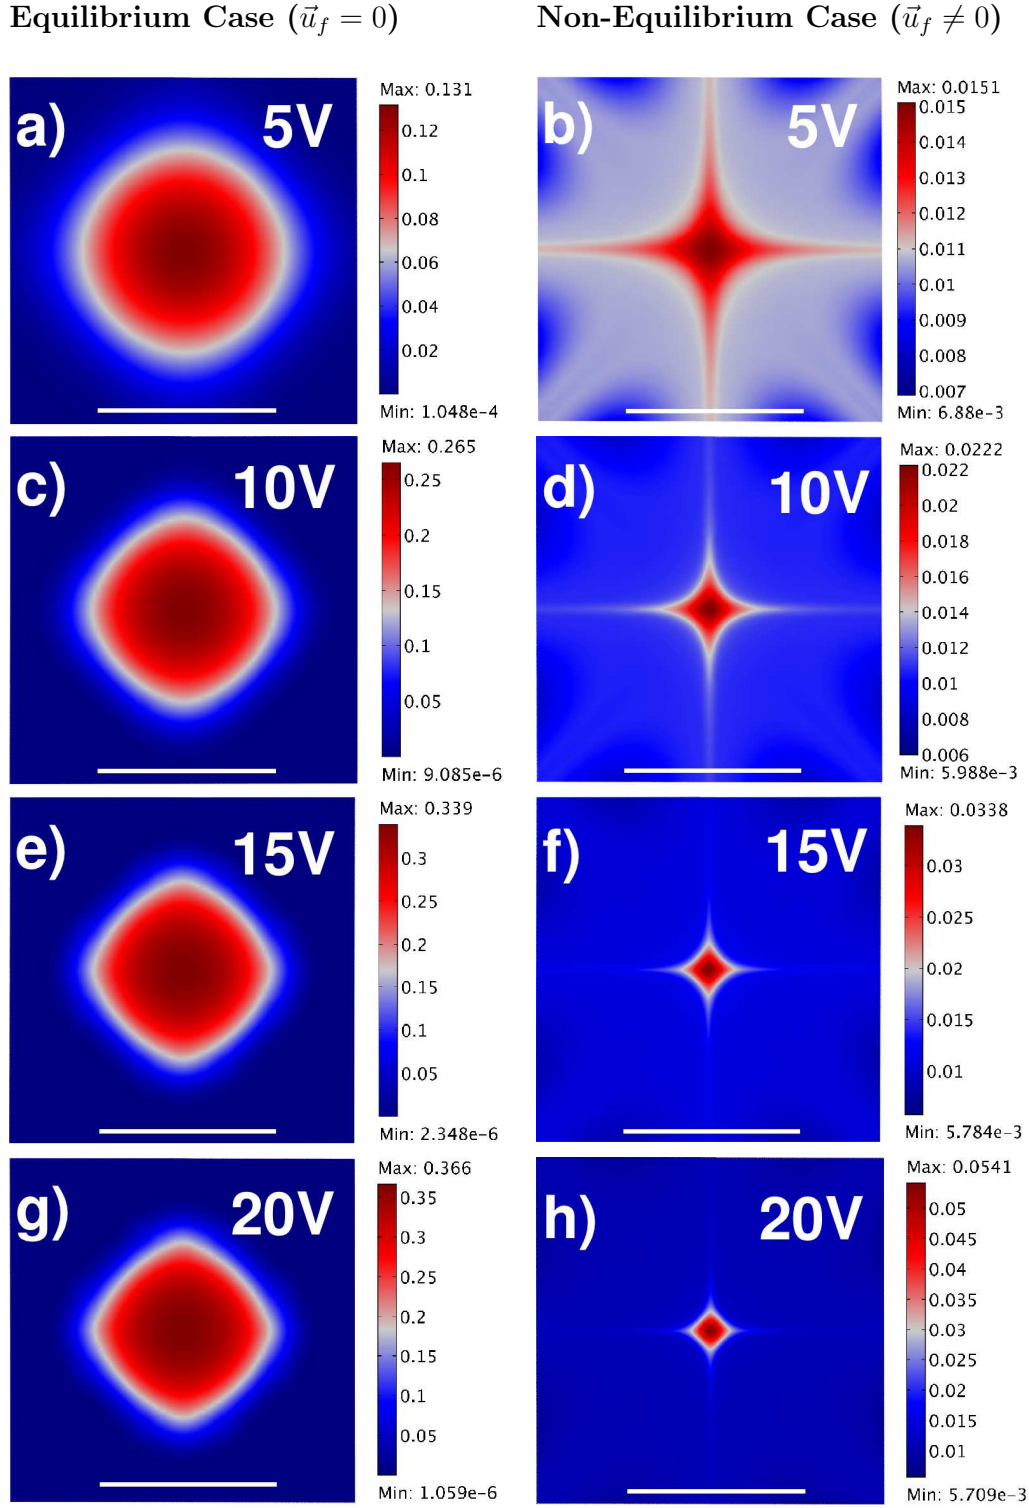 Equilibrium Case (u⃗_f = 0)
Non-Equilibrium Case (u⃗_f ≠ 0)
a) 5V
Max: 0.131
0.12
0.1
0.08
0.06
0.04
0.02
Min: 1.048e-4
b) 5V
Max: 0.0151
0.015
0.014
0.013
0.012
0.011
0.01
0.009
0.008
0.007
Min: 6.88e-3
c) 10V
Max: 0.265
0.25
0.2
0.15
0.1
0.05
Min: 9.085e-6
d) 10V
Max: 0.0222
0.022
0.02
0.018
0.016
0.014
0.012
0.01
0.008
0.006
Min: 5.988e-3
e) 15V
Max: 0.339
0.3
0.25
0.2
0.15
0.1
0.05
Min: 2.348e-6
f) 15V
Max: 0.0338
0.03
0.025
0.02
0.015
0.01
Min: 5.784e-3
g) 20V
Max: 0.366
0.35
0.3
0.25
0.2
0.15
0.1
0.05
Min: 1.059e-6
h) 20V
Max: 0.0541
0.05
0.045
0.04
0.035
0.03
0.025
0.02
0.015
0.01
Min: 5.709e-3